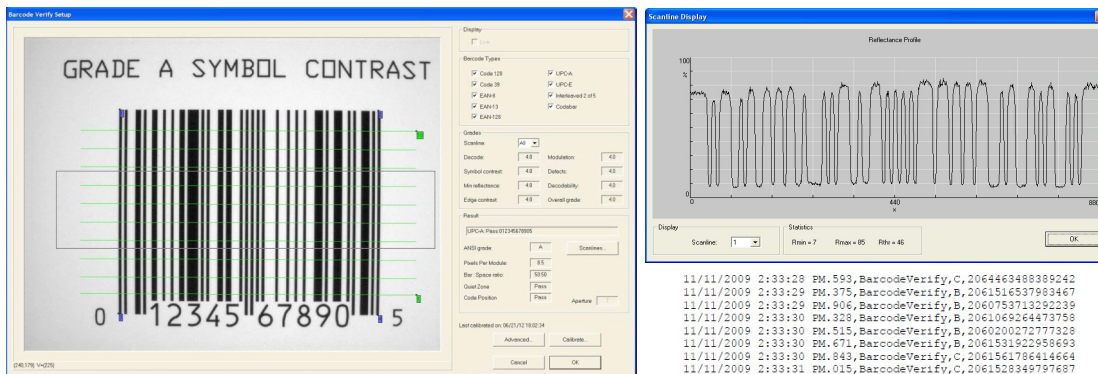 Barcode Verify Setup
GRADE A SYMBOL CONTRAST
0 12345 67890 5
(248,179) V=(225)
Display
Live
Barcode Types
Code 128
UPC-A
Code 39
UPC-E
EAN-8
Interleaved 2 of 5
EAN-13
Codabar
EAN-128
Grades
Scanline: All
Decode: 4.0 Modulation: 4.0
Symbol contrast: 4.0 Defects: 4.0
Min reflectance: 4.0 Decodability: 4.0
Edge contrast: 4.0 Overall grade: 4.0
Result
UPC-A: Pass:012345678905
ANSI grade: A Scanlines...
Pixels Per Module: 8.5
Bar : Space ratio: 50:50
Quiet Zone Pass
Code Position Pass Aperture
Last calibrated on: 06/21/12 18:02:34
Advanced... Calibrate...
Cancel OK
Scanline Display
Reflectance Profile
100
%
0
0 440 880
x
Display
Scanline: 1
Statistics
Rmin = 7 Rmax = 85 Rthr = 46
OK
11/11/2009 2:33:28 PM.593,BarcodeVerify,C,2064463488389242
11/11/2009 2:33:29 PM.375,BarcodeVerify,B,2061516537983467
11/11/2009 2:33:29 PM.906,BarcodeVerify,B,2060753713292239
11/11/2009 2:33:30 PM.328,BarcodeVerify,B,2061069264473758
11/11/2009 2:33:30 PM.515,BarcodeVerify,B,2060200272777328
11/11/2009 2:33:30 PM.671,BarcodeVerify,B,2061531922958693
11/11/2009 2:33:30 PM.843,BarcodeVerify,C,2061561786414664
11/11/2009 2:33:31 PM.015,BarcodeVerify,C,2061528349797687